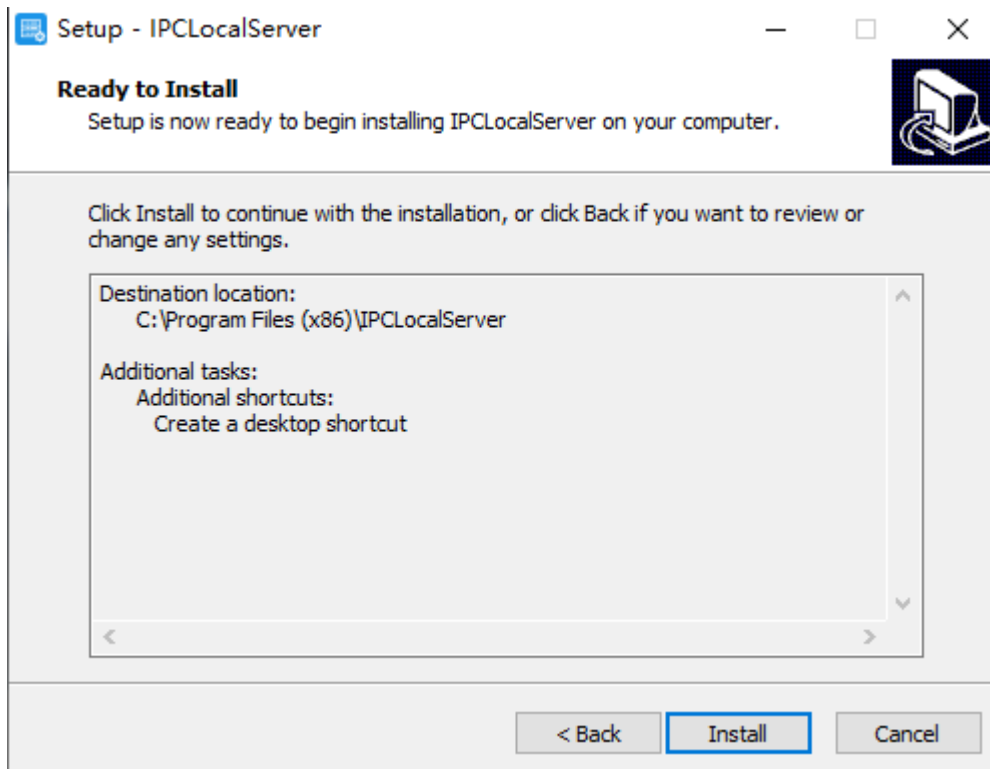 Setup - IPCLocalServer
Ready to Install
Setup is now ready to begin installing IPCLocalServer on your computer.
Click Install to continue with the installation, or click Back if you want to review or
change any settings.
Destination location:
C:\Program Files (x86)\IPCLocalServer
Additional tasks:
Additional shortcuts:
Create a desktop shortcut
< Back
Install
Cancel